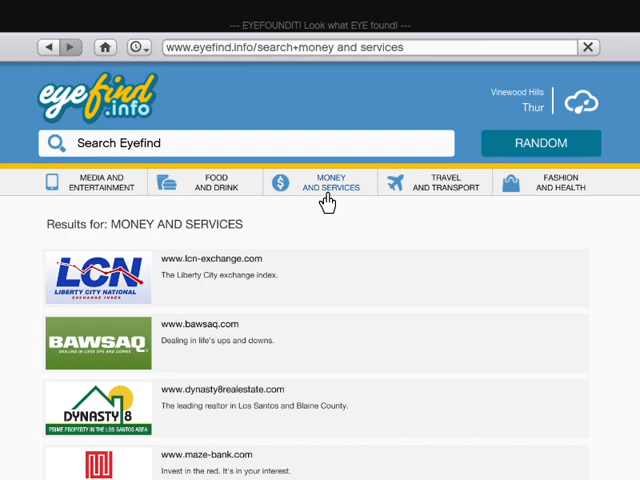 --- EYEFOUNDIT! Look what EYE found! ---
www.eyefind.info/search+money and services
eyefind
.info
Vinewood Hills
Thur
Search Eyefind
RANDOM
MEDIA AND
ENTERTAINMENT
FOOD
AND DRINK
MONEY
AND SERVICES
TRAVEL
AND TRANSPORT
FASHION
AND HEALTH
Results for: MONEY AND SERVICES
LCN
LIBERTY CITY NATIONAL
EXCHANGE INDEX
www.lcn-exchange.com
The Liberty City exchange index.
BAWSAQ
DEALING IN LIFE'S UPS AND DOWNS
www.bawsaq.com
Dealing in life's ups and downs.
DYNASTY 8
PRIME PROPERTY IN THE LOS SANTOS AREA
www.dynasty8realestate.com
The leading realtor in Los Santos and Blaine County.
www.maze-bank.com
Invest in the red. It's in your interest.